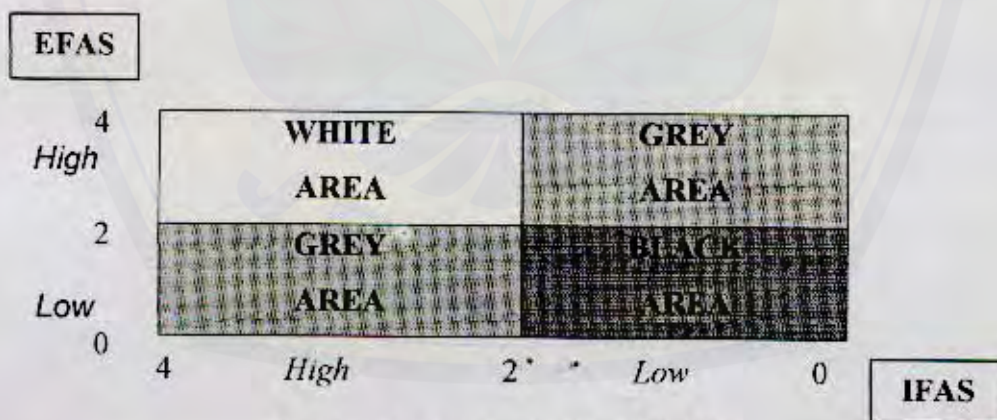 EFAS
4
High
WHITE
AREA
GREY
AREA
2
Low
GREY
AREA
BLACK
AREA
0
4
High
2
Low
0
IFAS